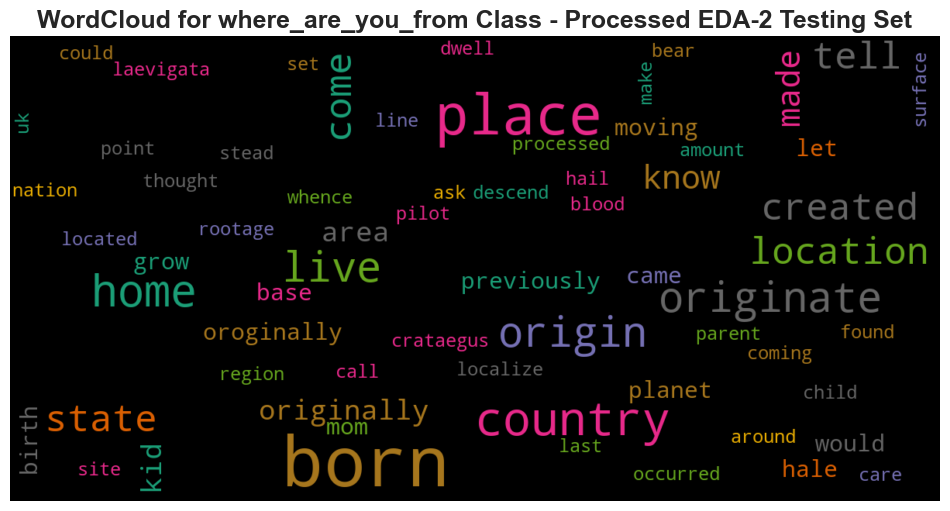 WordCloud for where_are_you_from Class - Processed EDA-2 Testing Set
could
laevigata
set
come
dwell
bear
make
made
tell
surface
uk
line
place
processed
moving
amount
let
point
stead
nation
thought
whence
ask
descend
hail
blood
know
pilot
created
located
rootage
area
location
grow
live
home
base
previously
came
originate
oroginally
crataegus
origin
parent
found
coming
region
call
localize
planet
child
birth
state
originally
mom
country
last
around
would
site
kid
born
occurred
hale
care